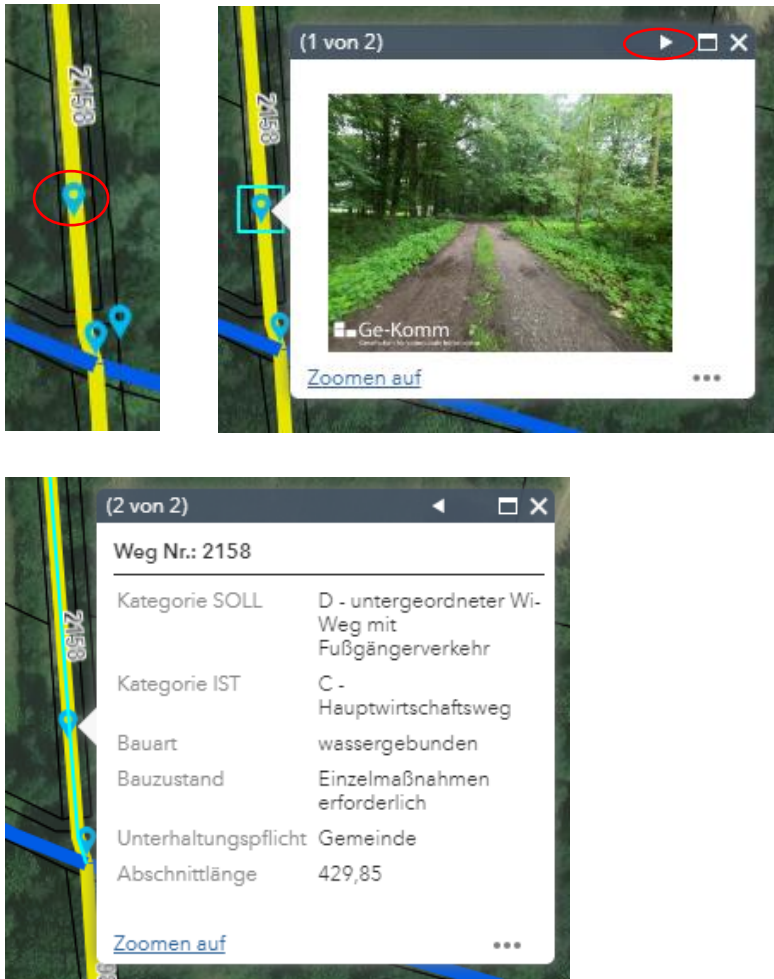 2158
(1 von 2)
2158
Ge-Komm
Zoomen auf
(2 von 2)
Weg Nr.: 2158
Kategorie SOLL D - untergeordneter Wi-
Weg mit
Fußgängerverkehr
Kategorie IST C -
Hauptwirtschaftsweg
Bauart wassergebunden
Bauzustand Einzelmaßnahmen
erforderlich
Unterhaltungspflicht Gemeinde
Abschnittlänge 429,85
2158
Zoomen auf